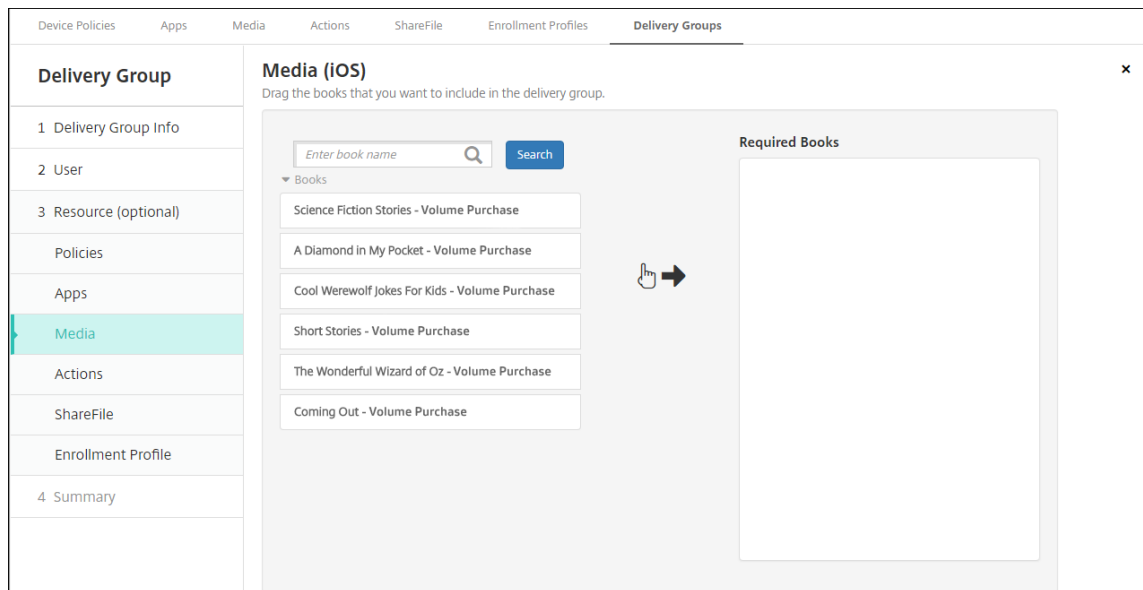 Device Policies Apps Media Actions ShareFile Enrollment Profiles Delivery Groups
Delivery Group
1 Delivery Group Info
2 User
3 Resource (optional)
Policies
Apps
Media
Actions
ShareFile
Enrollment Profile
4 Summary
Media (iOS)
Drag the books that you want to include in the delivery group.
Enter book name
Search
Books
Science Fiction Stories - Volume Purchase
A Diamond in My Pocket - Volume Purchase
Cool Werewolf Jokes For Kids - Volume Purchase
Short Stories - Volume Purchase
The Wonderful Wizard of Oz - Volume Purchase
Coming Out - Volume Purchase
Required Books